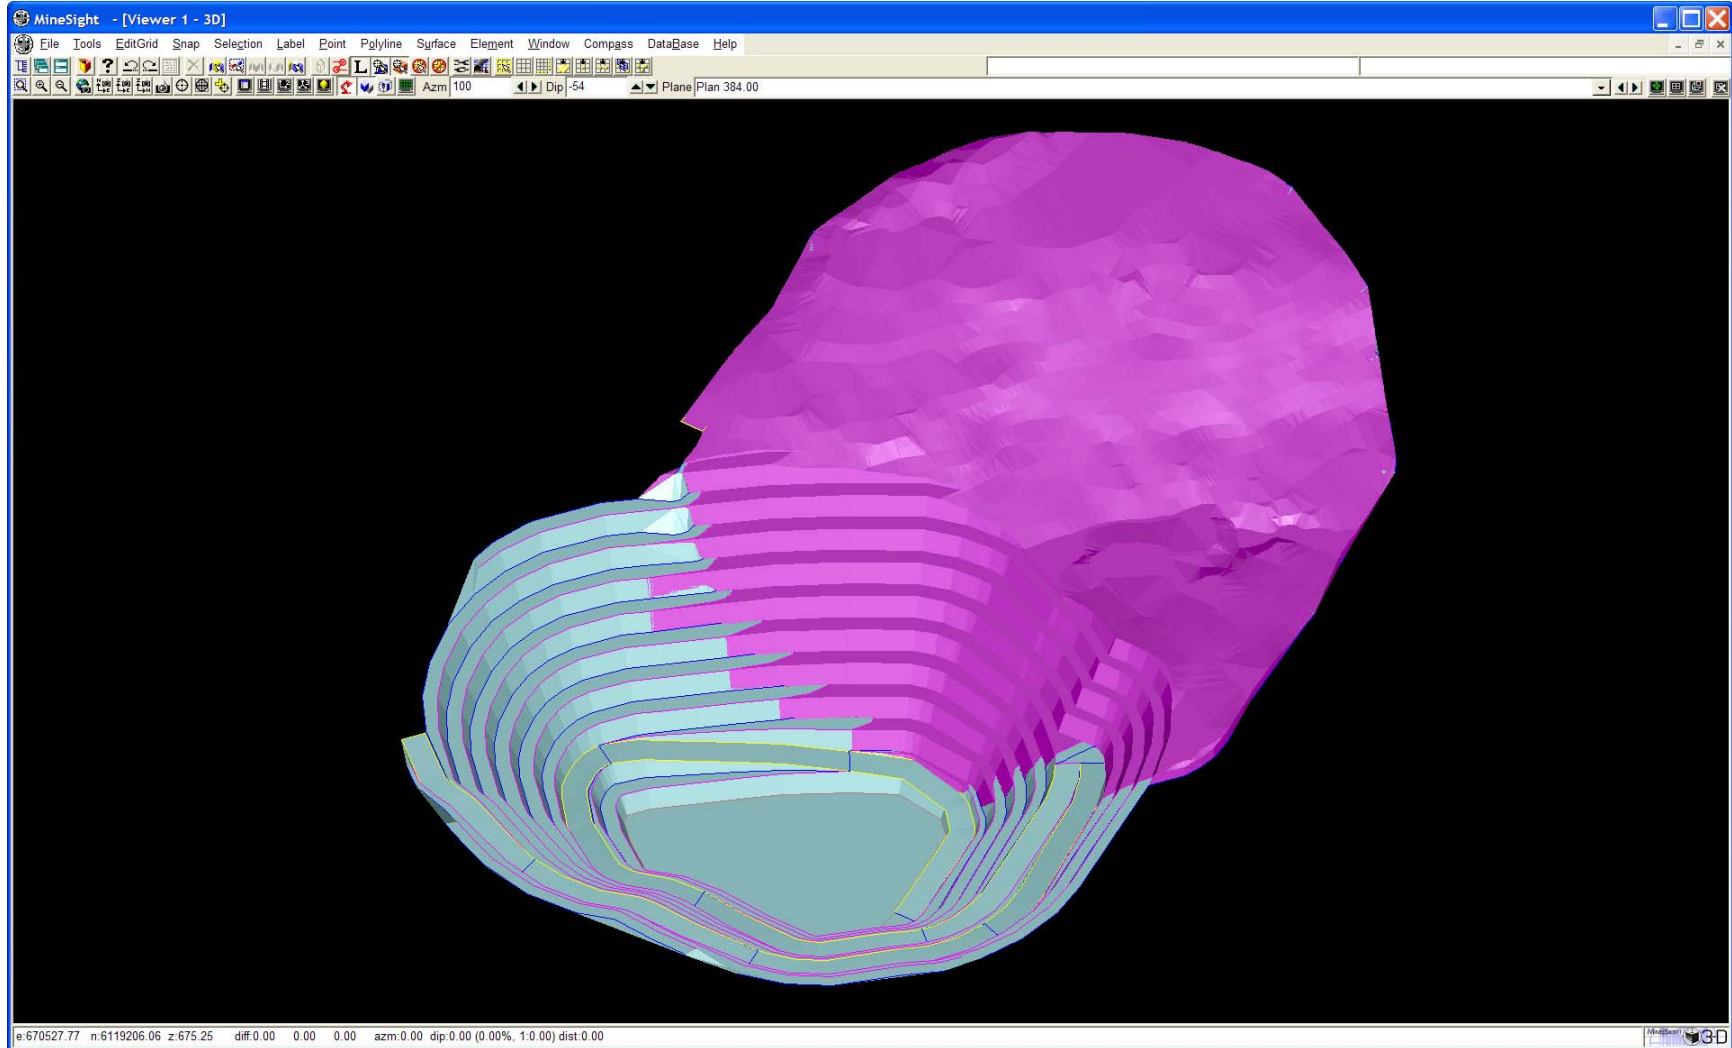 MineSight - [Viewer 1 - 3D]
File Tools EditGrid Snap Selection Label Point Polyline Surface Element Window Compass DataBase Help
Azm 100 Dip -54 Plane Plan 384.00
e:670527.77 n:6119206.06 z:675.25 diff:0.00 0.00 0.00 azm:0.00 dip:0.00 (0.00%, 1:0.00) dist:0.00
MineSight 3-D